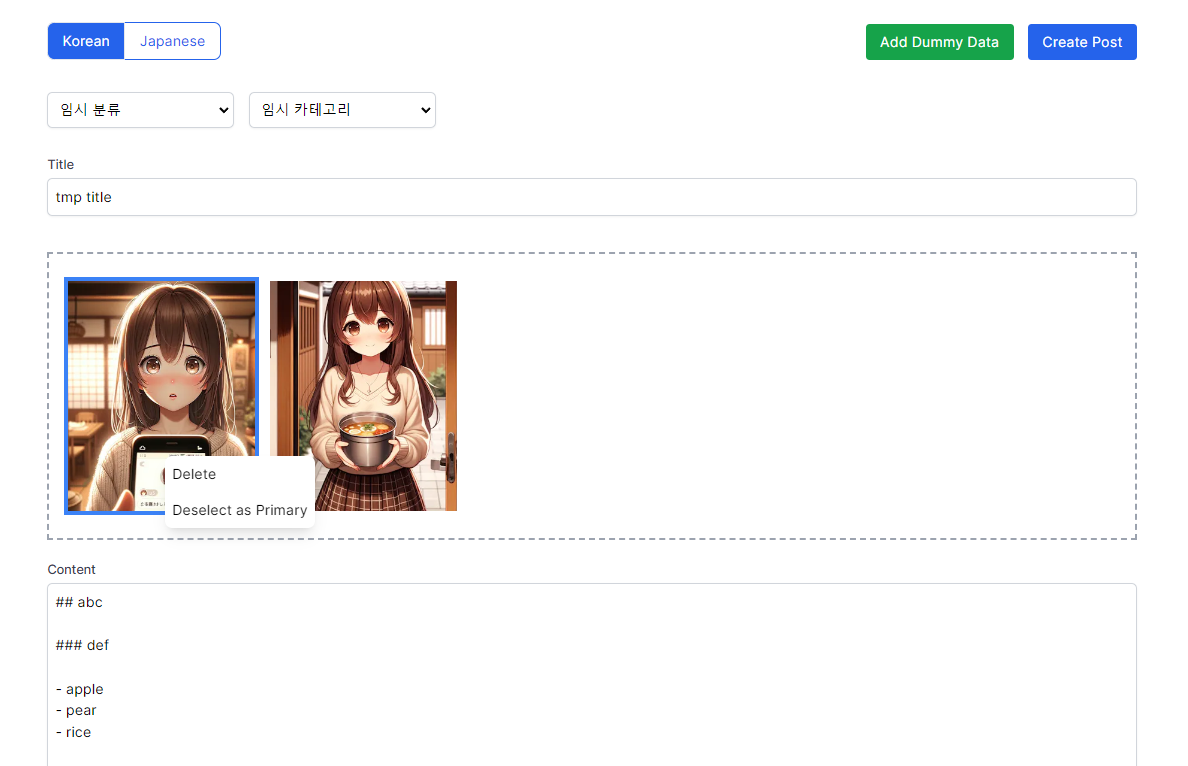 Korean Japanese Add Dummy Data Create Post
임시 분류 임시 카테고리
Title
tmp title
Delete
Deselect as Primary
Content
## abc
### def
- apple
- pear
- rice